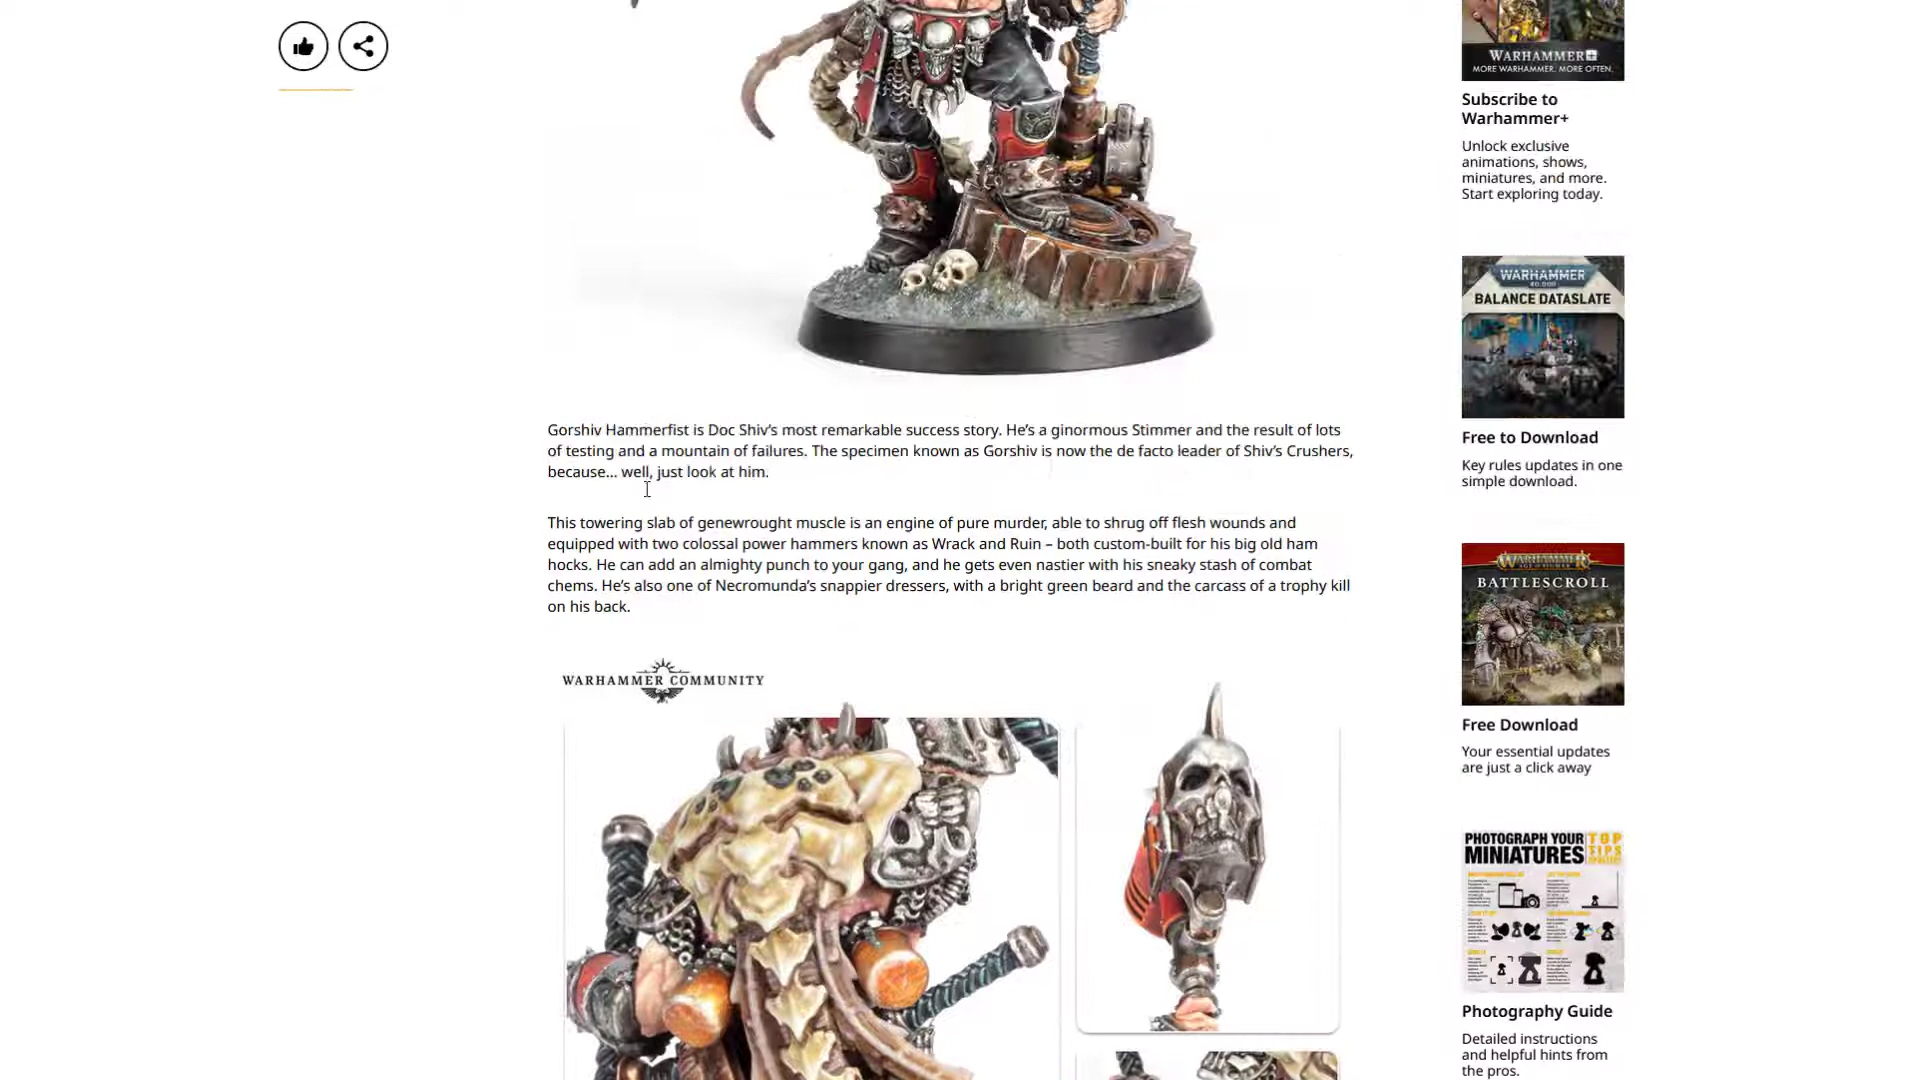 Gorshiv Hammerfist is Doc Shiv's most remarkable success story. He's a ginormous Stimmer and the result of lots
of testing and a mountain of failures. The specimen known as Gorshiv is now the de facto leader of Shiv's Crushers,
because... well, just look at him.
This towering slab of genewrought muscle is an engine of pure murder, able to shrug off flesh wounds and
equipped with two colossal power hammers known as Wrack and Ruin – both custom-built for his big old ham
hocks. He can add an almighty punch to your gang, and he gets even nastier with his sneaky stash of combat
chems. He's also one of Necromunda's snappier dressers, with a bright green beard and the carcass of a trophy kill
on his back.
WARHAMMER COMMUNITY
WARHAMMER+
MORE WARHAMMER. MORE OFTEN.
Subscribe to
Warhammer+
Unlock exclusive
animations, shows,
miniatures, and more.
Start exploring today.
WARHAMMER
40,000
BALANCE DATASLATE
Free to Download
Key rules updates in one
simple download.
WARHAMMER
AGE OF SIGMAR
BATTLESCROLL
Free Download
Your essential updates
are just a click away
PHOTOGRAPH YOUR
MINIATURES
TOP
TIPS
Photography Guide
Detailed instructions
and helpful hints from
the pros.